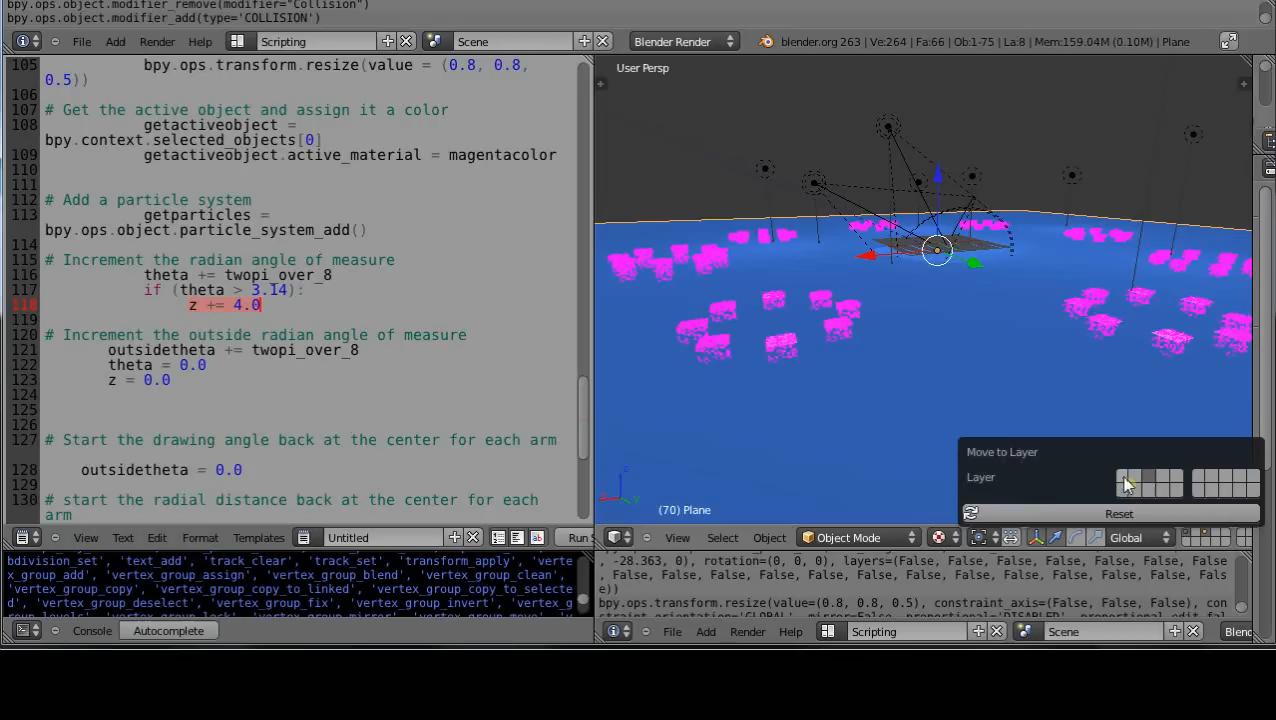 bpy.ops.object.modifier_remove(modifier="Collision")
bpy.ops.object.modifier_add(type='COLLISION')
File Add Render Help Scripting Scene Blender Render blender.org 263 | Ve:264 | Fa:66 | Ob:1-75 | La:8 | Mem:159.04M (0.10M) | Plane
105 bpy.ops.transform.resize(value = (0.8, 0.8,
0.5))
106
107 # Get the active object and assign it a color
108 getactiveobject =
bpy.context.selected_objects[0]
109 getactiveobject.active_material = magentacolor
110
111
112 # Add a particle system
113 getparticles =
bpy.ops.object.particle_system_add()
114
115 # Increment the radian angle of measure
116 theta += twopi_over_8
117 if (theta > 3.14):
118 z += 4.0
119
120 # Increment the outside radian angle of measure
121 outsidetheta += twopi_over_8
122 theta = 0.0
123 z = 0.0
124
125
126
127 # Start the drawing angle back at the center for each arm
128 outsidetheta = 0.0
130 # start the radial distance back at the center for each
arm
User Persp
Move to Layer
Layer
Reset
(70) Plane
View Text Edit Format Templates Untitled Run S
View Select Object Object Mode Global
bdivision_set', 'text_add', 'track_clear', 'track_set', 'transform_apply', 'verte
x_group_add', 'vertex_group_assign', 'vertex_group_blend', 'vertex_group_clean',
'vertex_group_copy', 'vertex_group_copy_to_linked', 'vertex_group_copy_to_selecte
d', 'vertex_group_deselect', 'vertex_group_fix', 'vertex_group_invert', 'vertex_g
Console Autocomplete
, -28.363, 0), rotation=(0, 0, 0), layers=(False, False, False, False, False, False
, False, False, False, False, False, False, False, False, False, False, False, Fals
e))
bpy.ops.transform.resize(value=(0.8, 0.8, 0.5), constraint_axis=(False, False, False), con
File Add Render Help Scripting Scene Blend